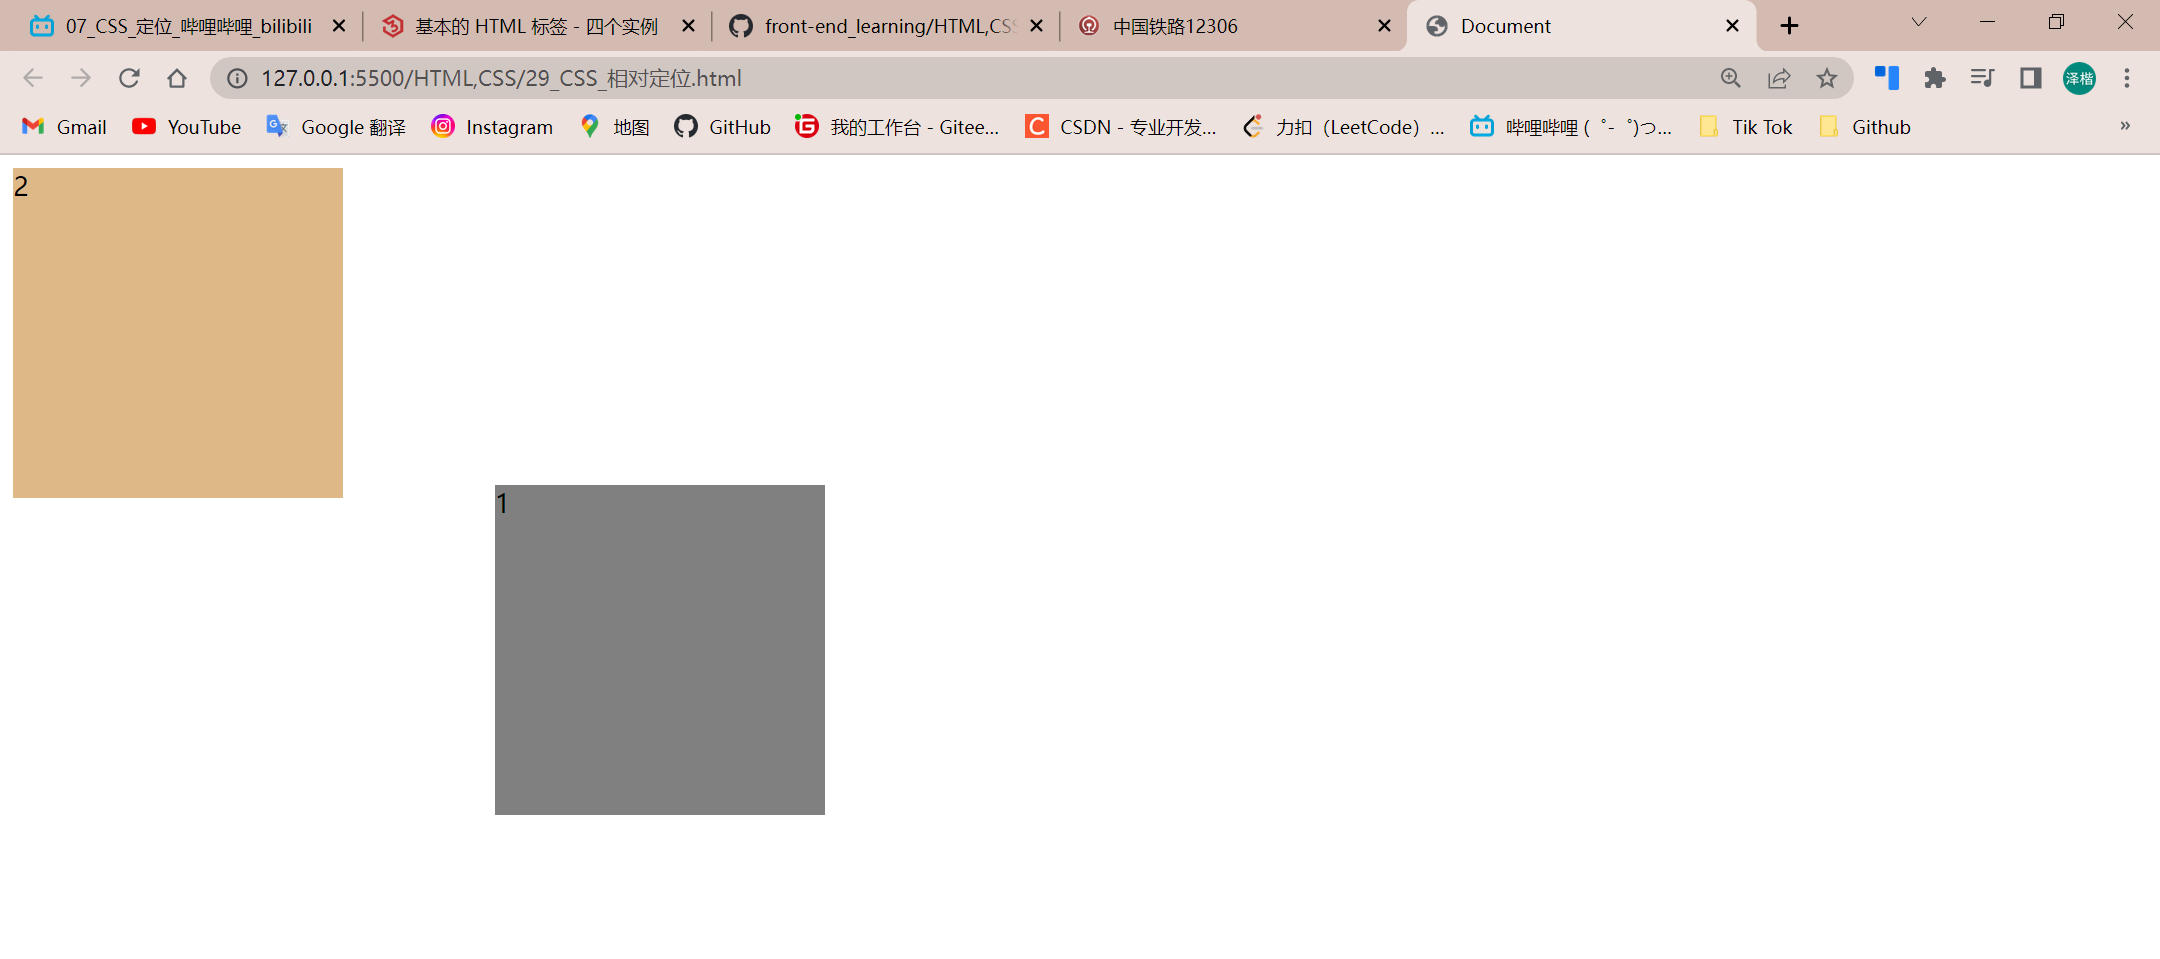 07_CSS_定位_哔哩哔哩_bilibili 基本的 HTML 标签 - 四个实例 front-end_learning/HTML,CSS 中国铁路12306 Document
127.0.0.1:5500/HTML,CSS/29_CSS_相对定位.html 泽楷
Gmail YouTube Google 翻译 Instagram 地图 GitHub 我的工作台 - Gitee... CSDN - 专业开发... 力扣（LeetCode）... 哔哩哔哩 (゜-゜)つ... Tik Tok Github »
2
1